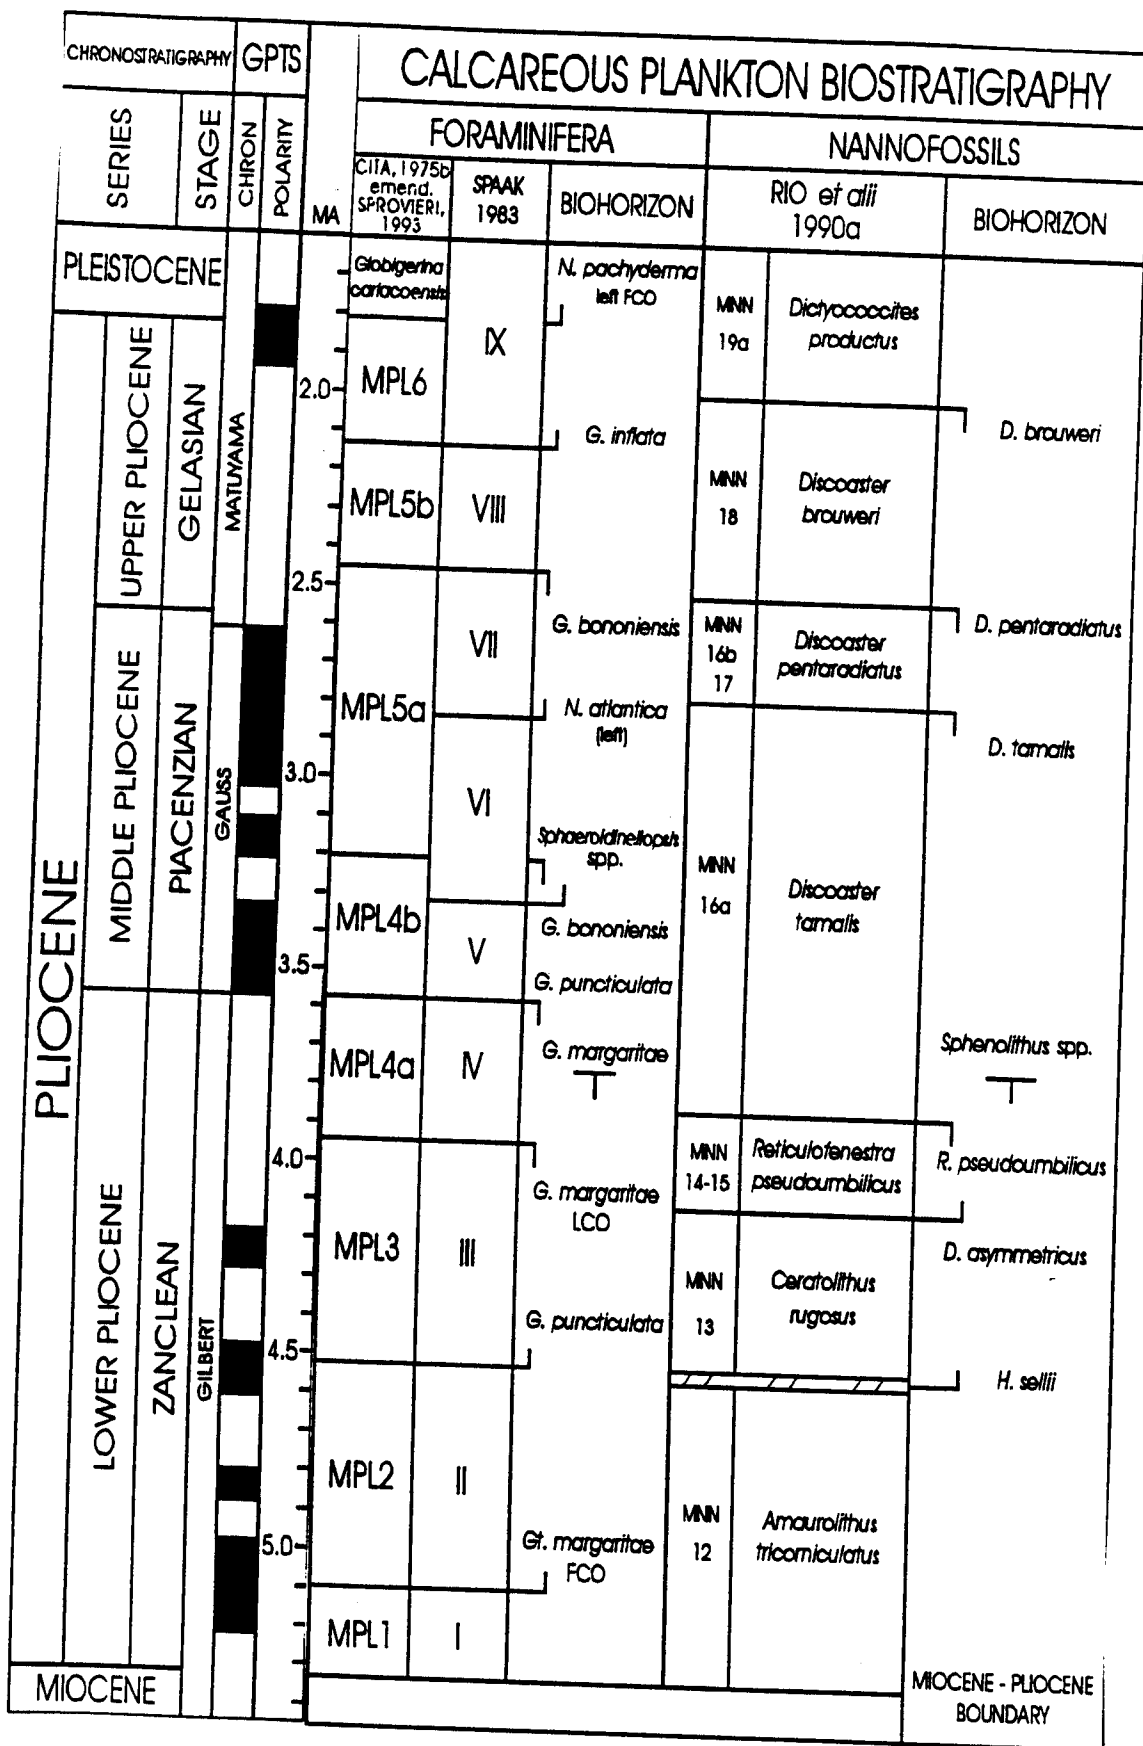 CHRONOSTRATIGRAPHY
GPTS
CALCAREOUS PLANKTON BIOSTRATIGRAPHY
SERIES
STAGE
CHRON
POLARITY
MA
FORAMINIFERA
NANNOFOSSILS
CITA, 1975b
emend.
SPROVIERI,
1993
SPAAK
1983
BIOHORIZON
RIO et alii
1990a
BIOHORIZON
PLEISTOCENE
PLIOCENE
UPPER PLIOCENE
MIDDLE PLIOCENE
LOWER PLIOCENE
MIOCENE
GELASIAN
PIACENZIAN
ZANCLEAN
MATUYAMA
GAUSS
GILBERT
2.0
2.5
3.0
3.5
4.0
4.5
5.0
Globigerina
cariacoensis
MPL6
MPL5b
MPL5a
MPL4b
MPL4a
MPL3
MPL2
MPL1
IX
VIII
VII
VI
V
IV
III
II
I
N. pachyderma
left FCO
G. inflata
G. bononiensis
N. atlantica
(left)
Sphaeroidinellopsis
spp.
G. bononiensis
G. puncticulata
G. margaritae
G. margaritae
LCO
G. puncticulata
Gt. margaritae
FCO
MNN
19a
Dictyococcites
productus
MNN
18
Discoaster
brouweri
MNN
16b
17
Discoaster
pentaradiatus
MNN
16a
Discoaster
tamalis
MNN
14-15
Reticulofenestra
pseudoumbilicus
MNN
13
Ceratolithus
rugosus
MNN
12
Amaurolithus
tricorniculatus
D. brouweri
D. pentaradiatus
D. tamalis
Sphenolithus spp.
R. pseudoumbilicus
D. asymmetricus
H. sellii
MIOCENE - PLIOCENE
BOUNDARY